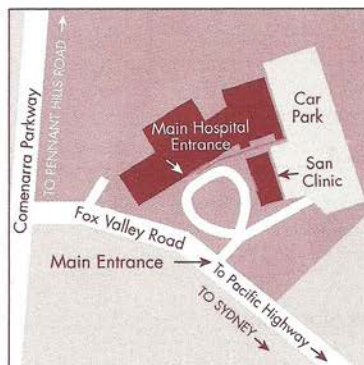 Comenarra Parkway
TO PENNANT HILLS ROAD
Car
Park
Main Hospital
Entrance
San
Clinic
Fox Valley Road
Main Entrance
To Pacific Highway
TO SYDNEY